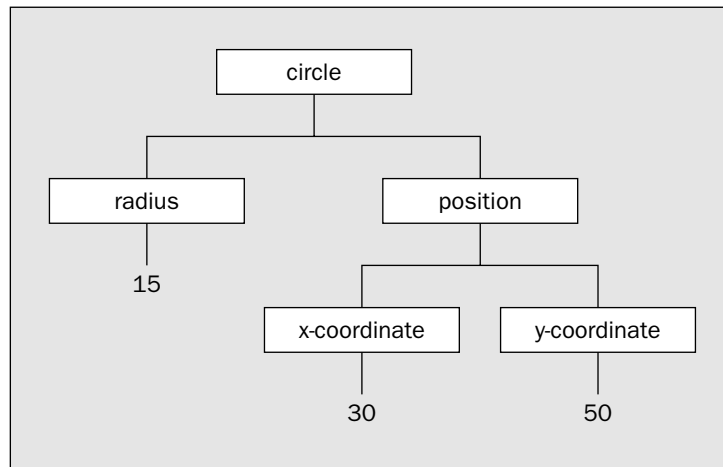 circle
radius
position
15
x-coordinate
y-coordinate
30
50